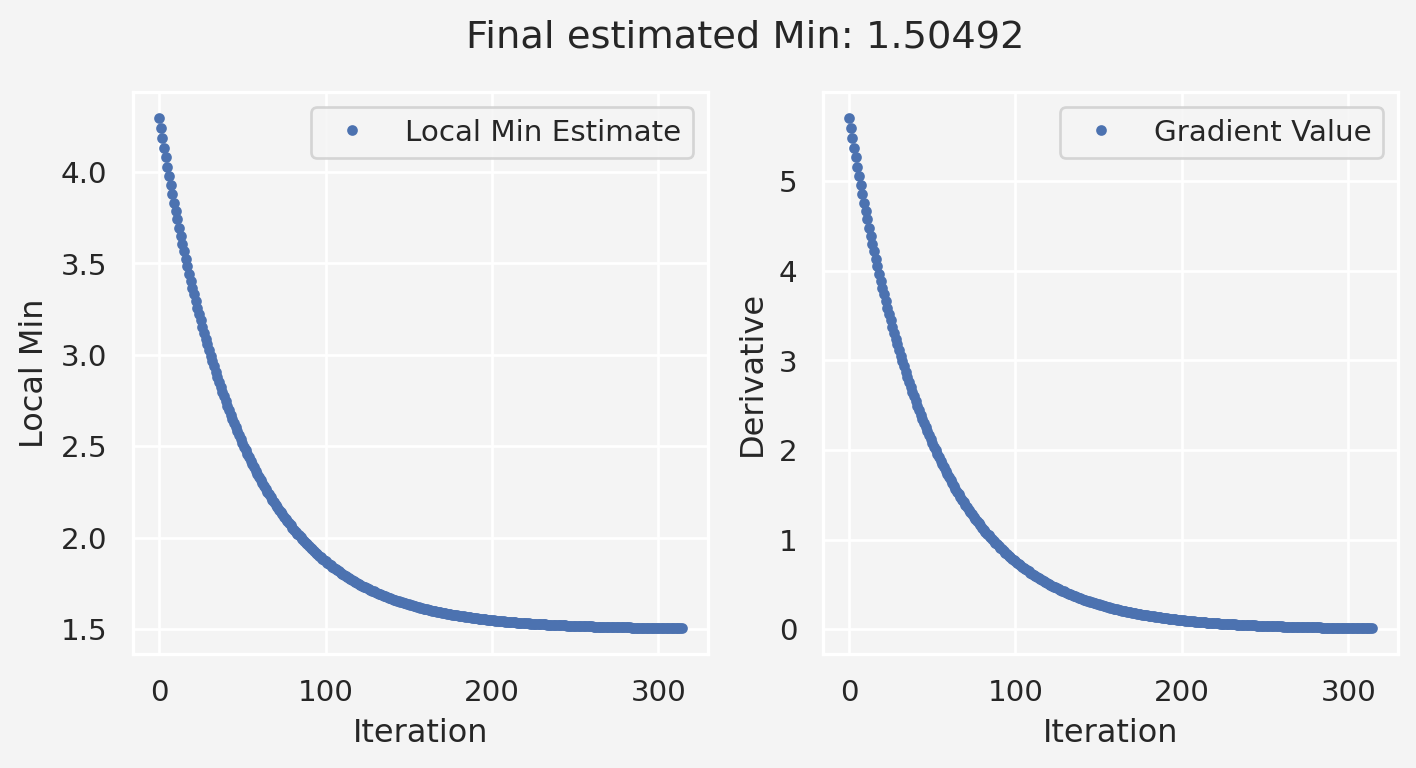 Final estimated Min: 1.50492
Local Min Estimate
4.0
3.5
3.0
2.5
2.0
1.5
Local Min
0 100 200 300
Iteration
Gradient Value
5
4
3
2
1
0
Derivative
0 100 200 300
Iteration